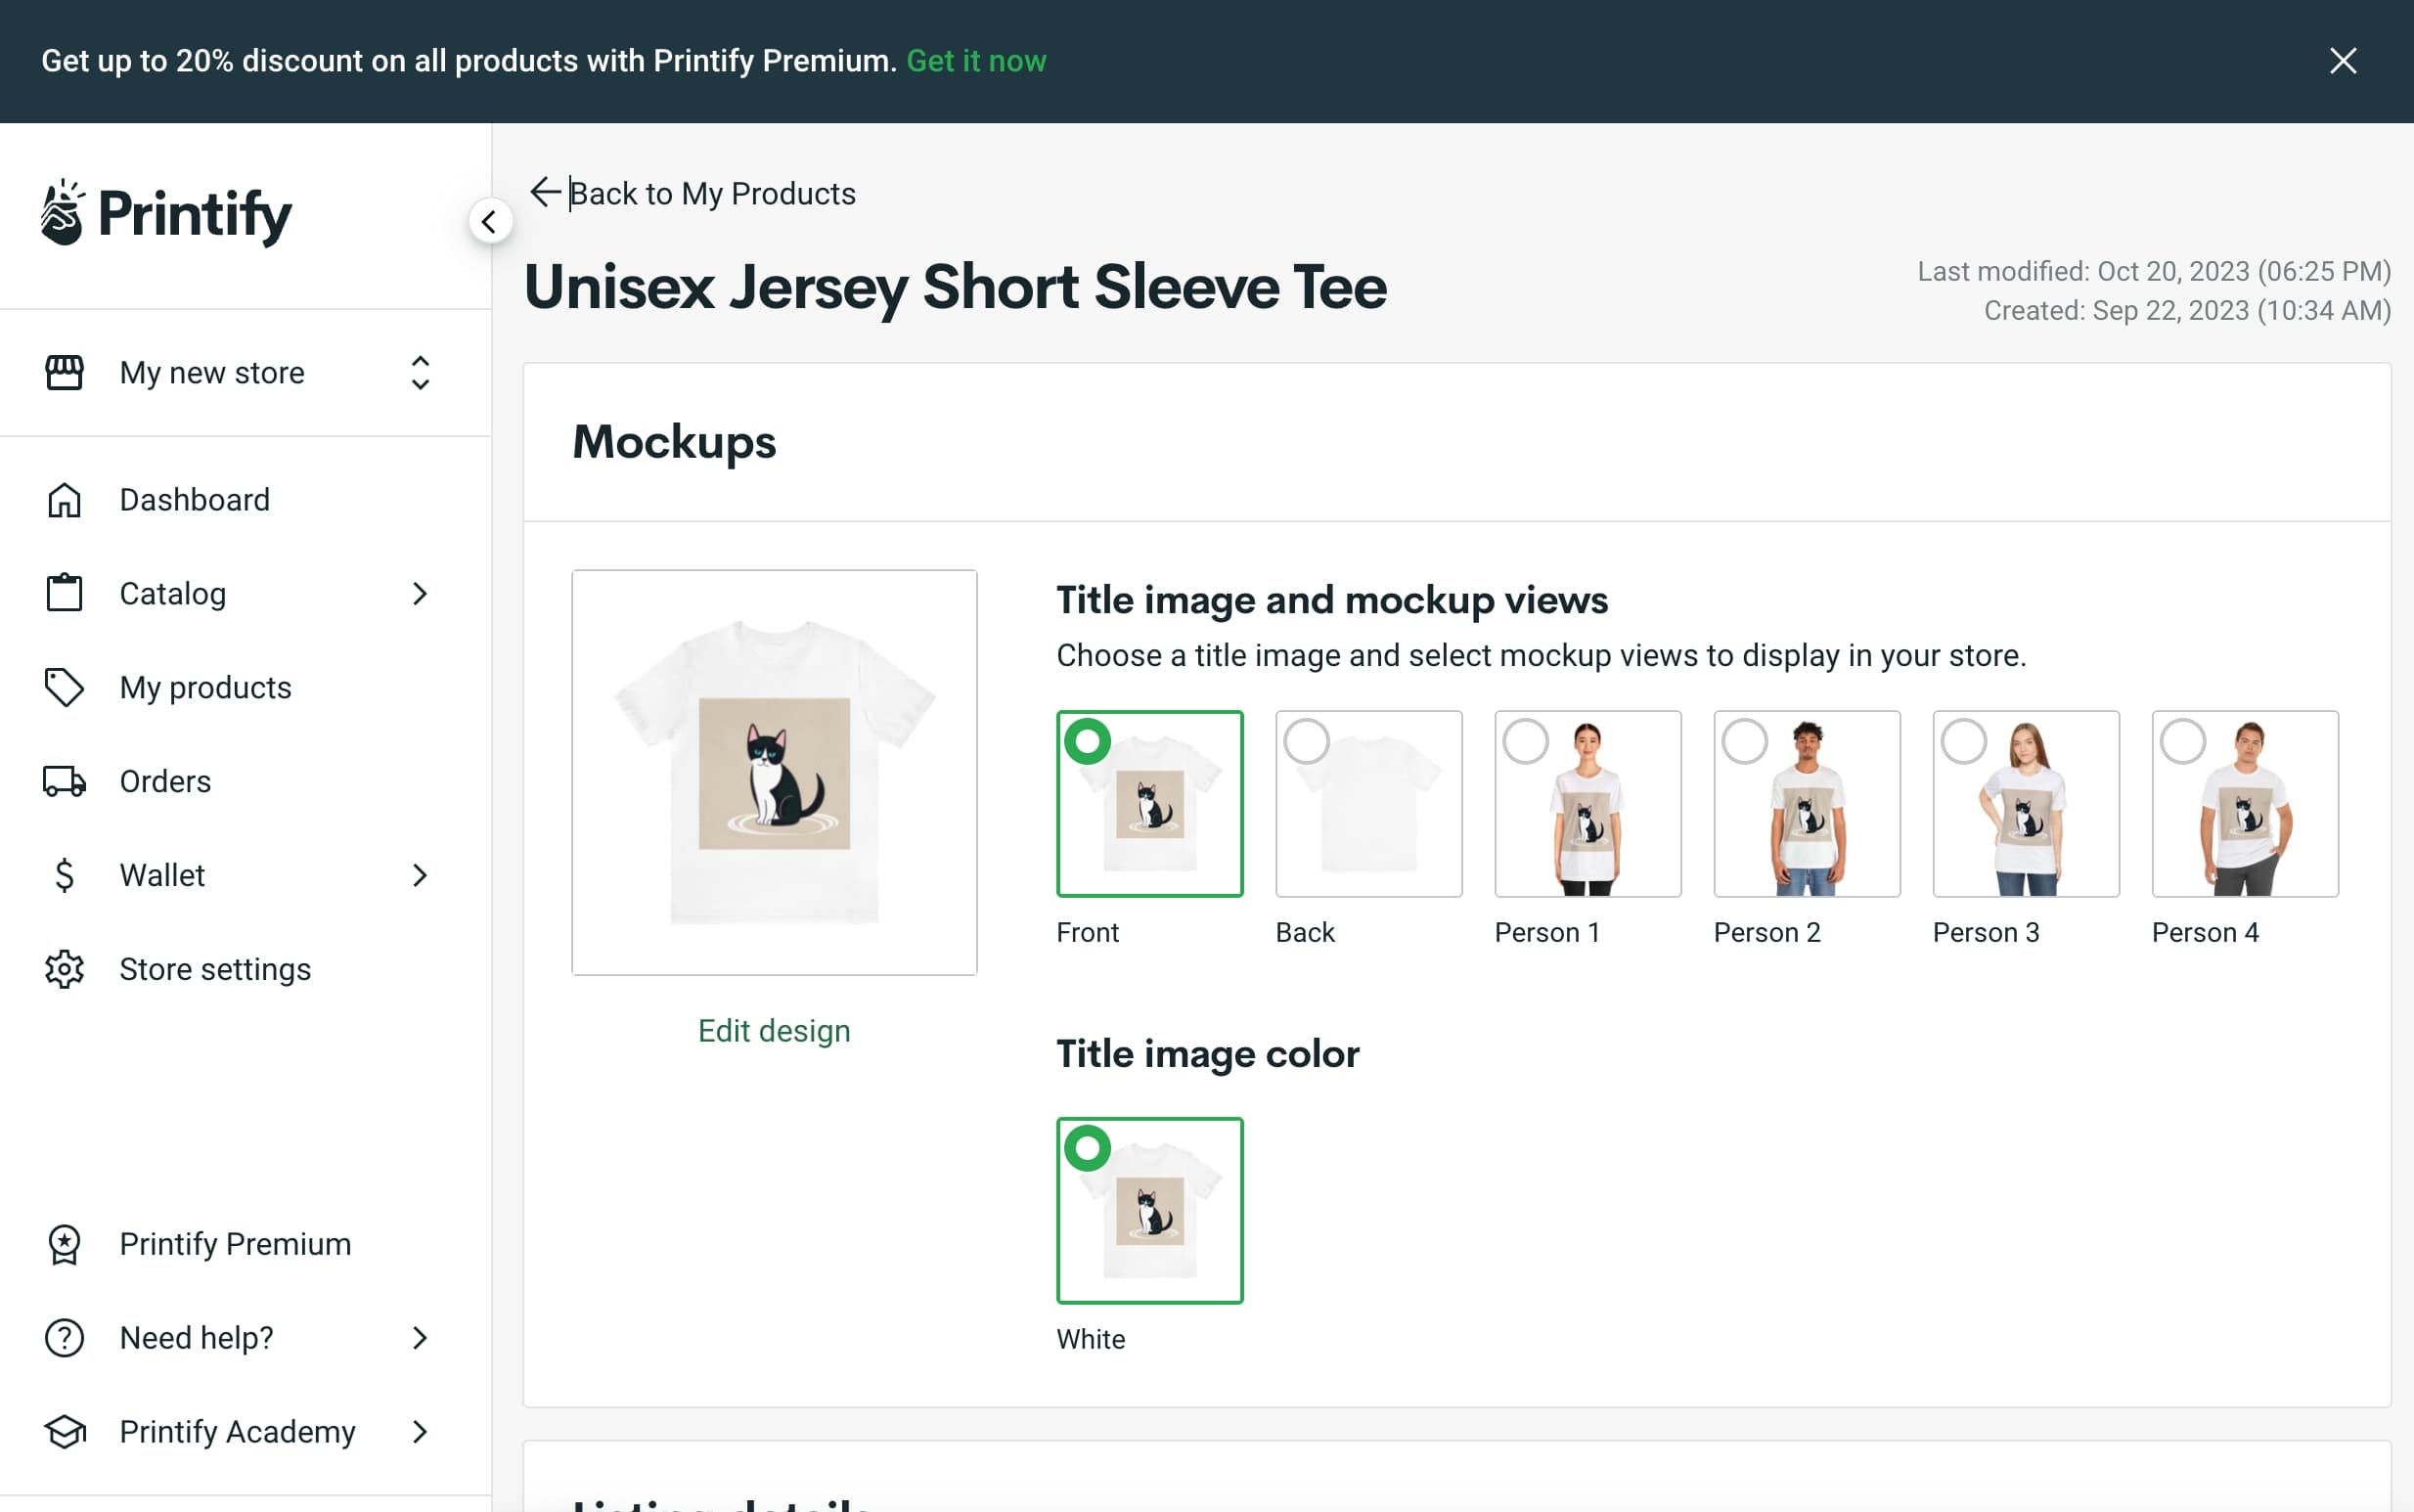 Get up to 20% discount on all products with Printify Premium. Get it now
Printify
My new store
Dashboard
Catalog
My products
Orders
Wallet
Store settings
Printify Premium
Need help?
Printify Academy
Back to My Products
Unisex Jersey Short Sleeve Tee
Last modified: Oct 20, 2023 (06:25 PM)
Created: Sep 22, 2023 (10:34 AM)
Mockups
Edit design
Title image and mockup views
Choose a title image and select mockup views to display in your store.
Front
Back
Person 1
Person 2
Person 3
Person 4
Title image color
White
Listing details